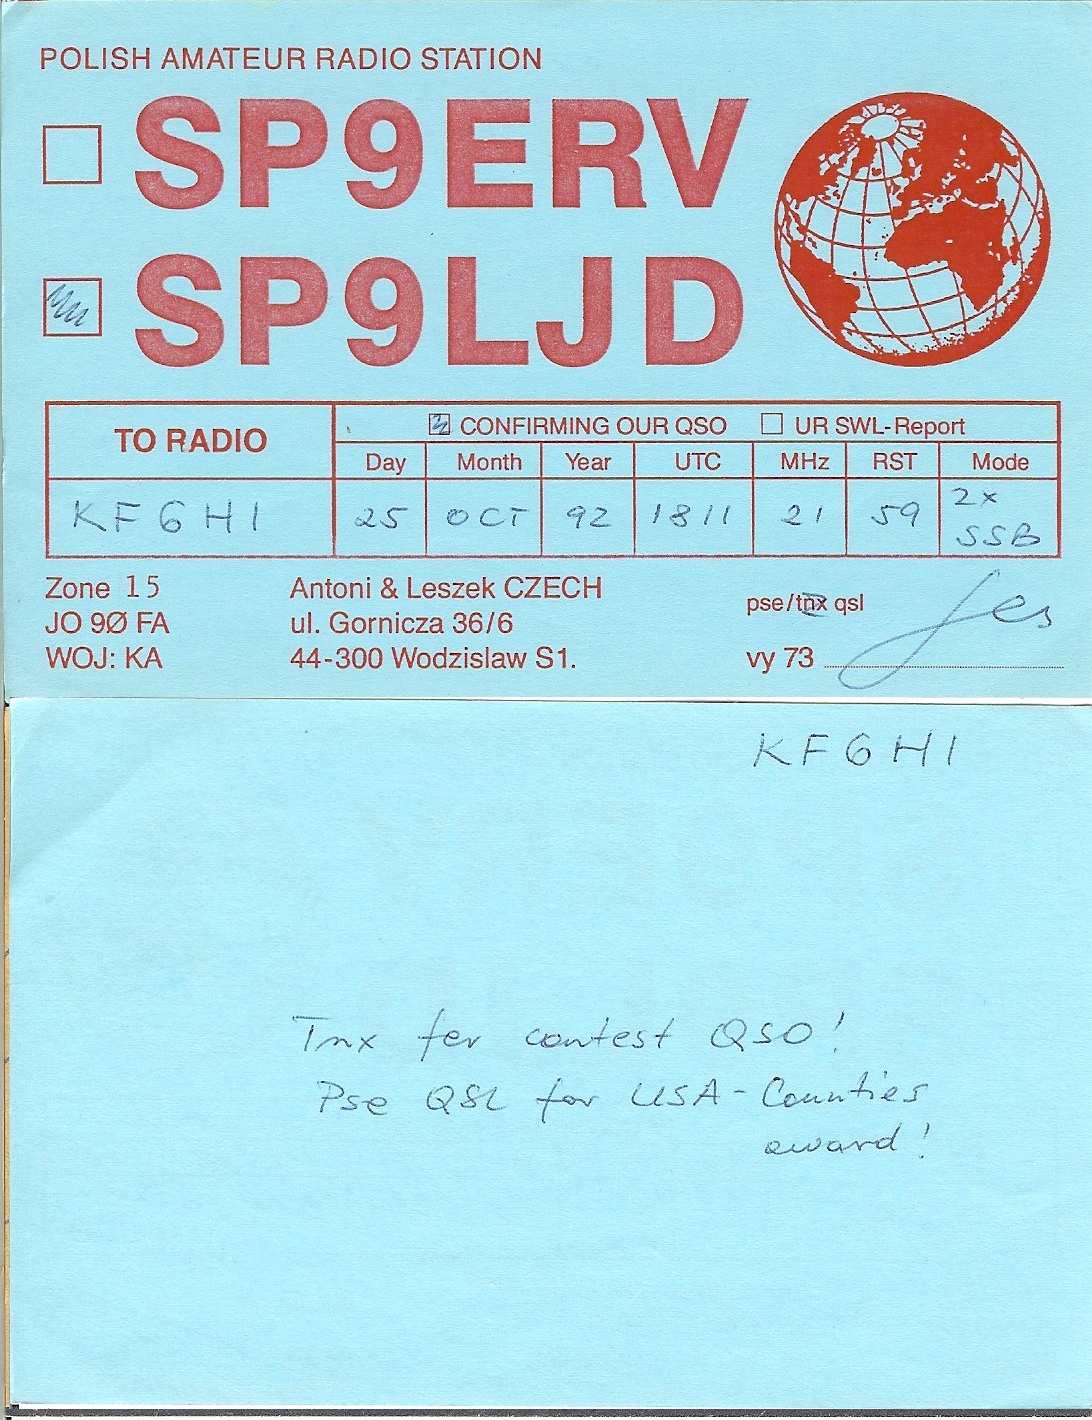 POLISH AMATEUR RADIO STATION
SP9ERV
SP9LJD
TO RADIO
CONFIRMING OUR QSO UR SWL-Report
Day Month Year UTC MHz RST Mode
KF6HI 25 OCT 92 1811 21 59 2x SSB
Zone 15 Antoni & Leszek CZECH pse/tnx qsl
JO 9Ø FA ul. Gornicza 36/6
WOJ: KA 44-300 Wodzislaw S1. vy 73 Les
KF6HI
Tnx fer contest QSO!
Pse QSL for USA-Counties
award!